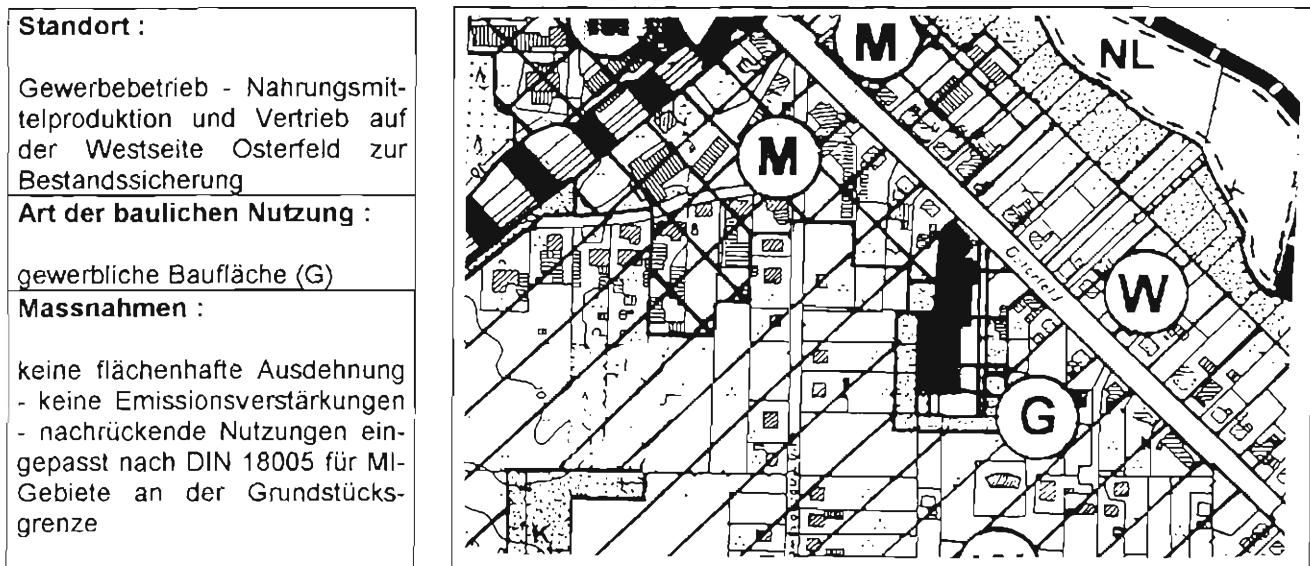 Standort :
Gewerbebetrieb - Nahrungsmit-
telproduktion und Vertrieb auf
der Westseite Osterfeld zur
Bestandssicherung
Art der baulichen Nutzung :
gewerbliche Baufläche (G)
Massnahmen :
keine flächenhafte Ausdehnung
- keine Emissionsverstärkungen
- nachrückende Nutzungen ein-
gepasst nach DIN 18005 für MI-
Gebiete an der Grundstücks-
grenze
M
NL
M
K
W
G
K